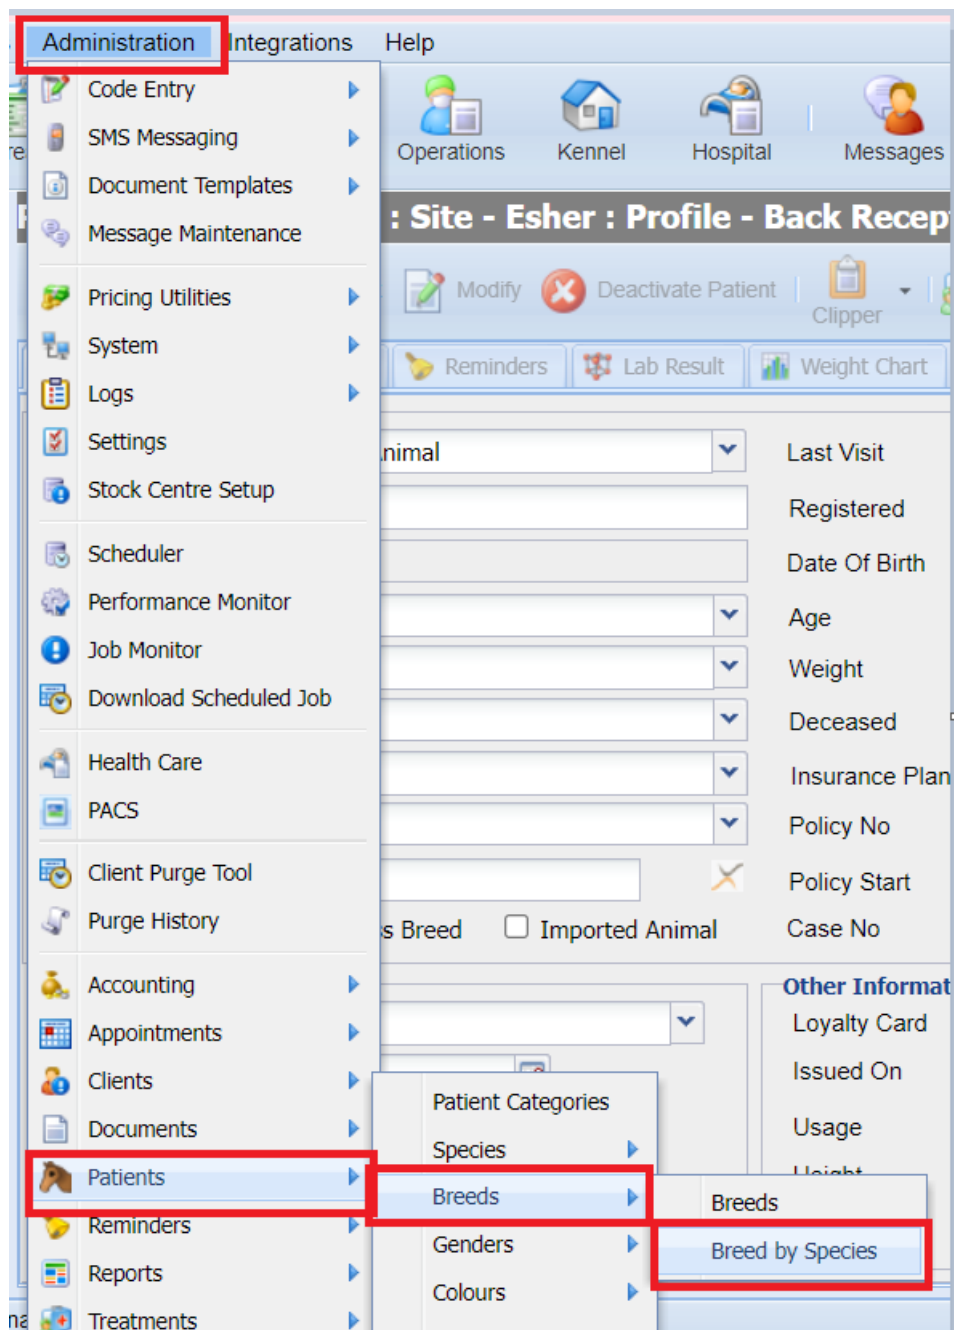 Administration Integrations Help
Code Entry
SMS Messaging
Operations Kennel Hospital Messages
Document Templates
: Site - Esher : Profile - Back Recep
Message Maintenance
Pricing Utilities
Modify Deactivate Patient
Clipper
System
Reminders Lab Result Weight Chart
Logs
Settings
nimal Last Visit
Stock Centre Setup
Registered
Scheduler
Date Of Birth
Performance Monitor
Age
Job Monitor
Weight
Download Scheduled Job
Deceased
Health Care
Insurance Plan
PACS
Policy No
Client Purge Tool
Policy Start
Purge History
s Breed Imported Animal Case No
Accounting
Other Informat
Appointments
Loyalty Card
Clients
Issued On
Patient Categories
Documents
Usage
Species
Patients
Height
Breeds
Breeds
Reminders
Genders
Breed by Species
Reports
Colours
Treatments